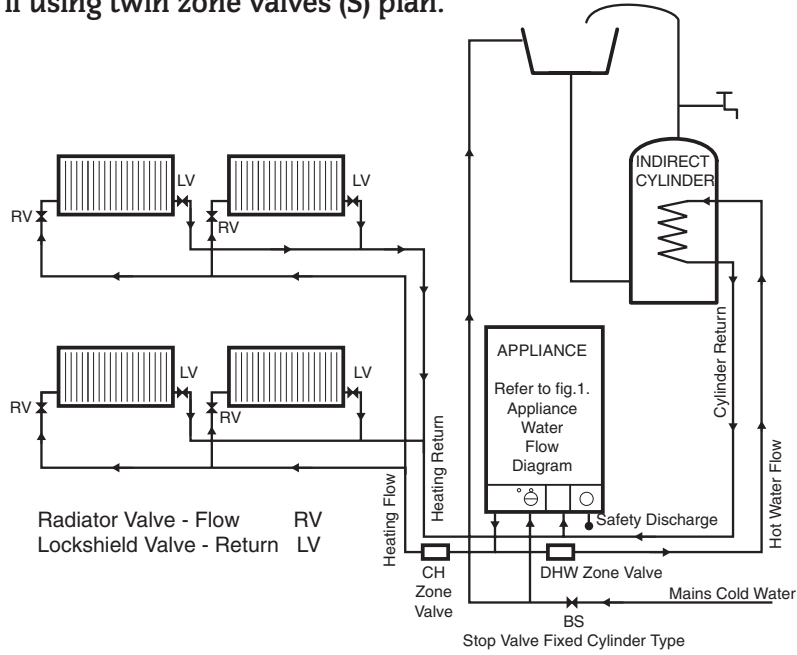 if using twin zone valves (S) plan.
INDIRECT
CYLINDER
LV
LV
RV
RV
APPLIANCE
Refer to fig.1.
Appliance
Water
Flow
Diagram
Cylinder Return
Hot Water Flow
LV
LV
RV
RV
Heating Flow
Heating Return
Radiator Valve - Flow RV
Lockshield Valve - Return LV
Safety Discharge
CH
Zone
Valve
DHW Zone Valve
Mains Cold Water
BS
Stop Valve Fixed Cylinder Type